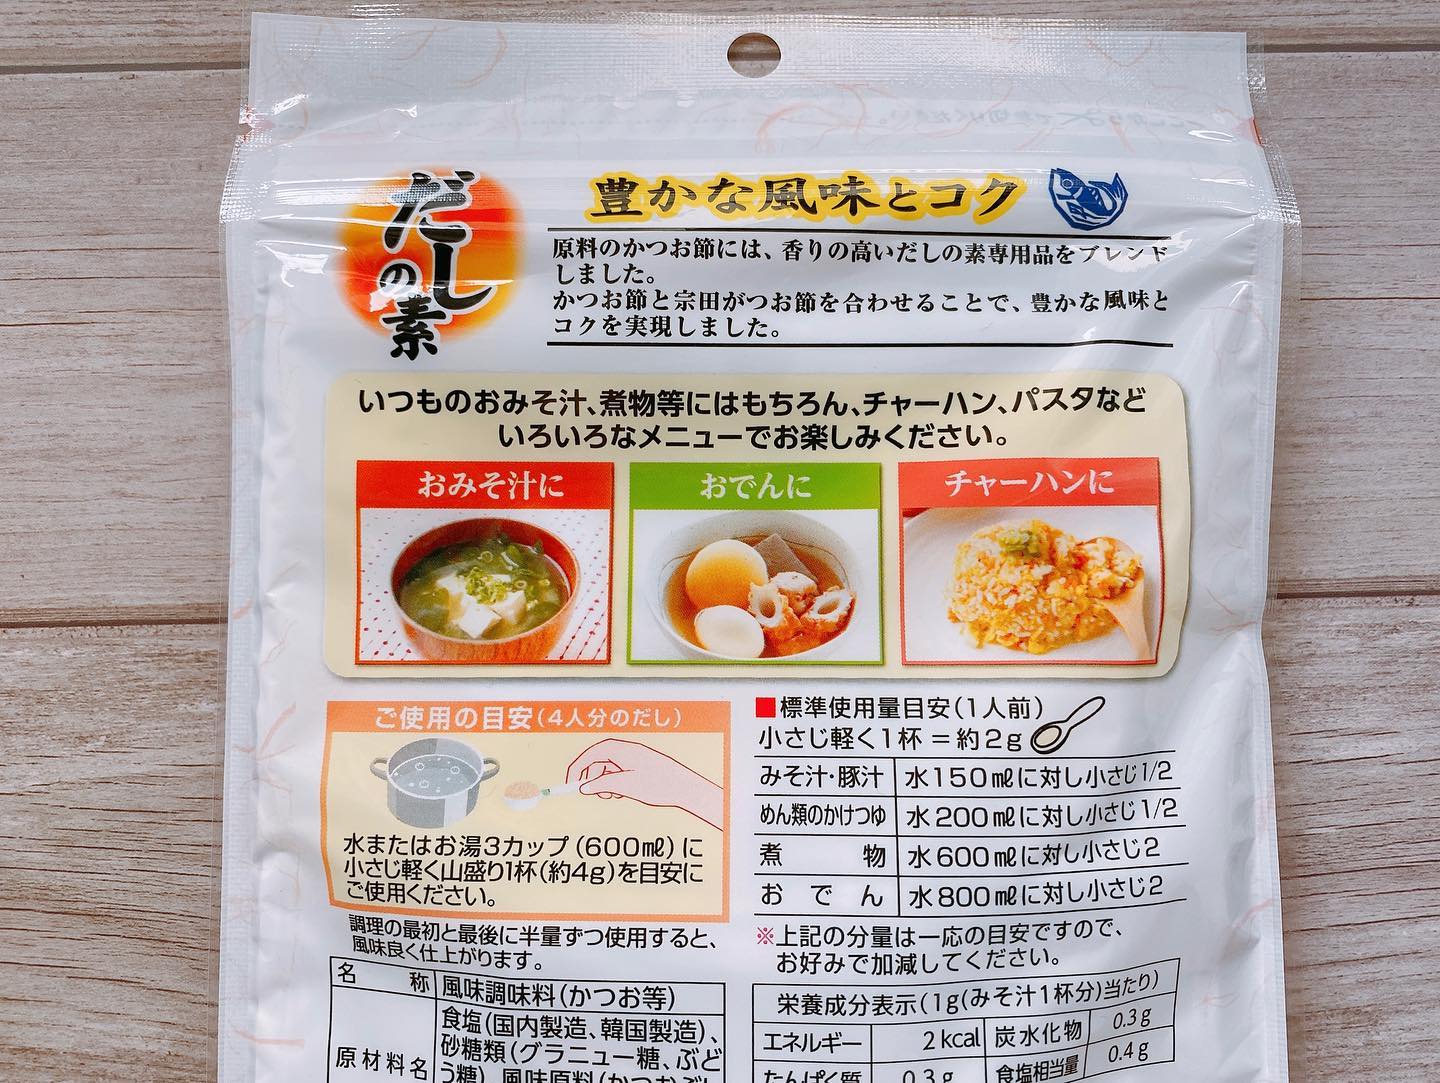 だしの素
豊かな風味とコク
原料のかつお節には、香りの高いだしの素専用品をブレンド
しました。
かつお節と宗田がつお節を合わせることで、豊かな風味と
コクを実現しました。
いつものおみそ汁、煮物等にはもちろん、チャーハン、パスタなど
いろいろなメニューでお楽しみください。
おみそ汁に
おでんに
チャーハンに
ご使用の目安(4人分のだし)
水またはお湯3カップ(600㎖)に
小さじ軽く山盛り1杯(約4g)を目安に
ご使用ください。
調理の最初と最後に半量ずつ使用すると、
風味良く仕上がります。
■標準使用量目安(1人前)
小さじ軽く1杯=約2g
みそ汁・豚汁 水150㎖に対し小さじ1/2
めん類のかけつゆ 水200㎖に対し小さじ1/2
煮物 水600㎖に対し小さじ2
おでん 水800㎖に対し小さじ2
※上記の分量は一応の目安ですので、
お好みで加減してください。
名称 風味調味料(かつお等)
原材料名 食塩(国内製造、韓国製造)、
砂糖類(グラニュー糖、ぶど
う糖)、風味原料(かつおぶし
栄養成分表示(1g(みそ汁1杯分)当たり)
エネルギー 2kcal 炭水化物 0.3g
たんぱく質 0.3g 食塩相当量 0.4g